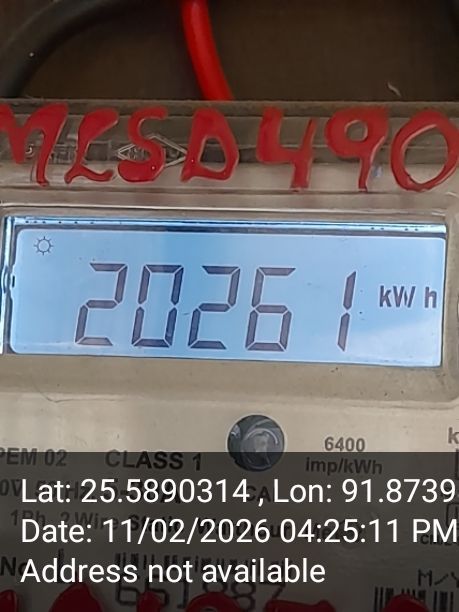 MLSD490
20261 kWh
PEM 02 CLASS 1
6400
imp/kWh
Lat: 25.5890314 , Lon: 91.8739
Date: 11/02/2026 04:25:11 PM
Address not available